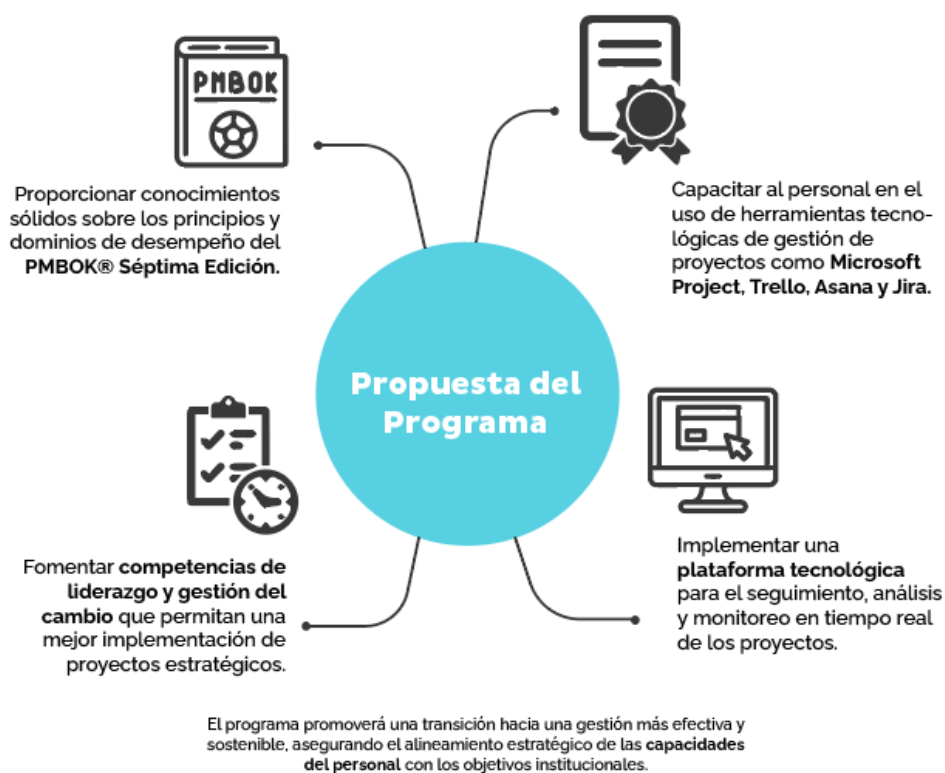 PMBOK
Proporcionar conocimientos
sólidos sobre los principios y
dominios de desempeño del
PMBOK® Séptima Edición.
Capacitar al personal en el
uso de herramientas tecno-
lógicas de gestión de
proyectos como Microsoft
Project, Trello, Asana y Jira.
Propuesta del
Programa
Fomentar competencias de
liderazgo y gestión del
cambio que permitan una
mejor implementación de
proyectos estratégicos.
Implementar una
plataforma tecnológica
para el seguimiento, análisis
y monitoreo en tiempo real
de los proyectos.
El programa promoverá una transición hacia una gestión más efectiva y
sostenible, asegurando el alineamiento estratégico de las capacidades
del personal con los objetivos institucionales.